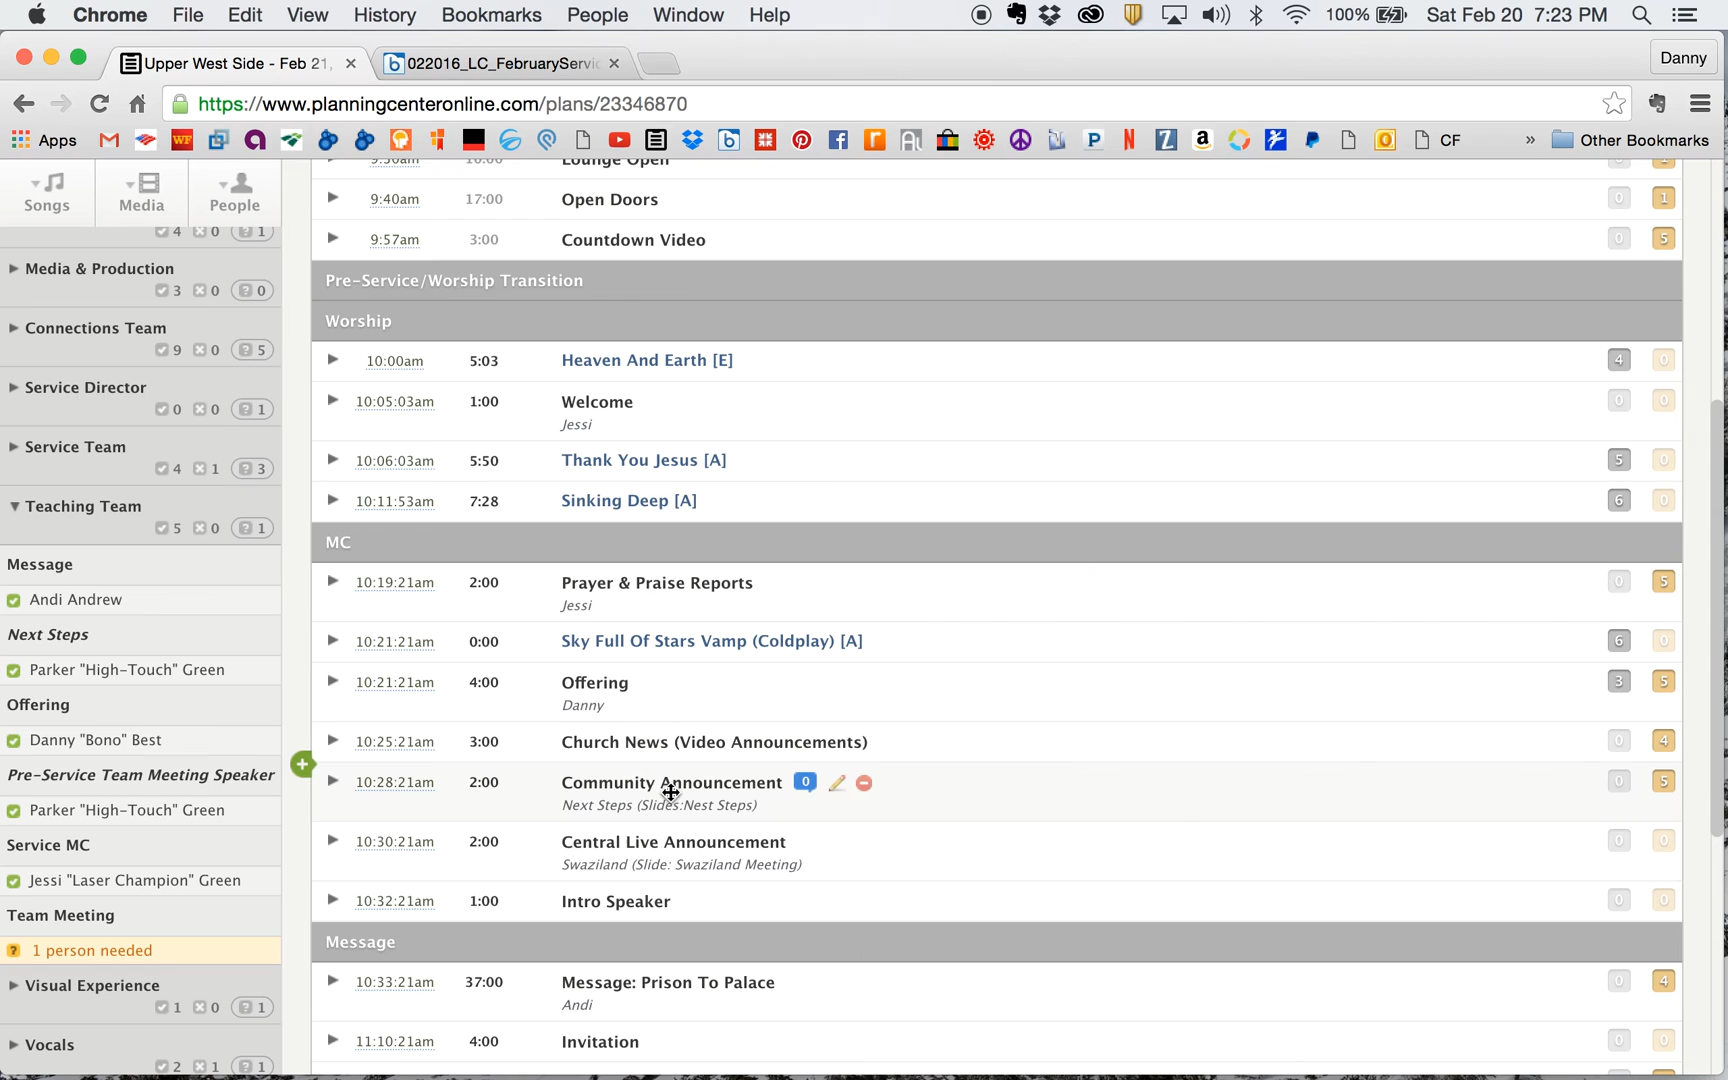 Chrome File Edit View History Bookmarks People Window Help 100% Sat Feb 20 7:23 PM
Upper West Side - Feb 21, 022016_LC_FebruaryServi Danny
https://www.planningcenteronline.com/plans/23346870
Apps CF » Other Bookmarks
Songs Media People
4 0 1
Media & Production
3 0 0
Connections Team
9 0 5
Service Director
0 0 1
Service Team
4 1 3
Teaching Team
5 0 1
Message
Andi Andrew
Next Steps
Parker "High-Touch" Green
Offering
Danny "Bono" Best
Pre-Service Team Meeting Speaker
Parker "High-Touch" Green
Service MC
Jessi "Laser Champion" Green
Team Meeting
1 person needed
Visual Experience
1 0 1
Vocals
2 1 1
9:30am 10:00 Lounge Open
9:40am 17:00 Open Doors 0 1
9:57am 3:00 Countdown Video 0 5
Pre-Service/Worship Transition
Worship
10:00am 5:03 Heaven And Earth [E] 4 0
10:05:03am 1:00 Welcome 0 0
Jessi
10:06:03am 5:50 Thank You Jesus [A] 5 0
10:11:53am 7:28 Sinking Deep [A] 6 0
MC
10:19:21am 2:00 Prayer & Praise Reports 0 5
Jessi
10:21:21am 0:00 Sky Full Of Stars Vamp (Coldplay) [A] 6 0
10:21:21am 4:00 Offering 3 5
Danny
10:25:21am 3:00 Church News (Video Announcements) 0 4
10:28:21am 2:00 Community Announcement 0 0 5
Next Steps (Slides:Nest Steps)
10:30:21am 2:00 Central Live Announcement 0 0
Swaziland (Slide: Swaziland Meeting)
10:32:21am 1:00 Intro Speaker 0 0
Message
10:33:21am 37:00 Message: Prison To Palace 0 4
Andi
11:10:21am 4:00 Invitation 0 0